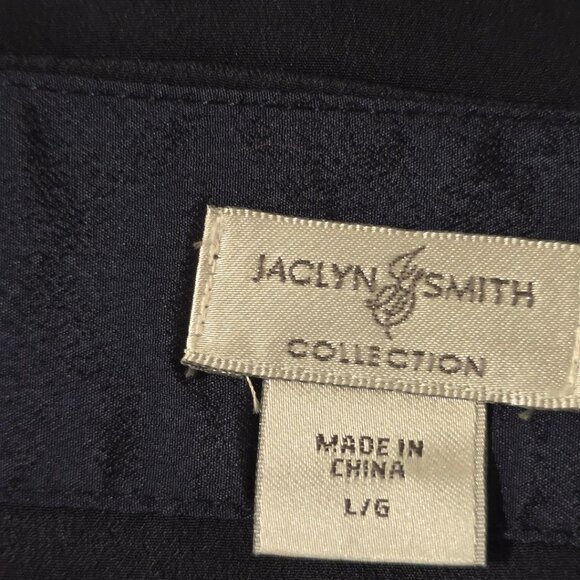 JACLYN SMITH
COLLECTION
MADE IN
CHINA
L/G